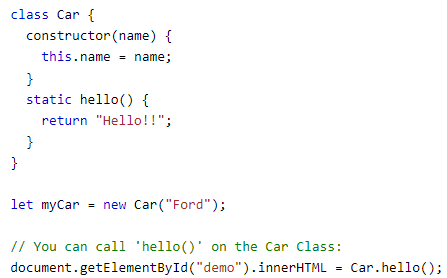 class Car {
  constructor(name) {
    this.name = name;
  }
  static hello() {
    return "Hello!!";
  }
}

let myCar = new Car("Ford");

// You can call 'hello()' on the Car Class:
document.getElementById("demo").innerHTML = Car.hello();